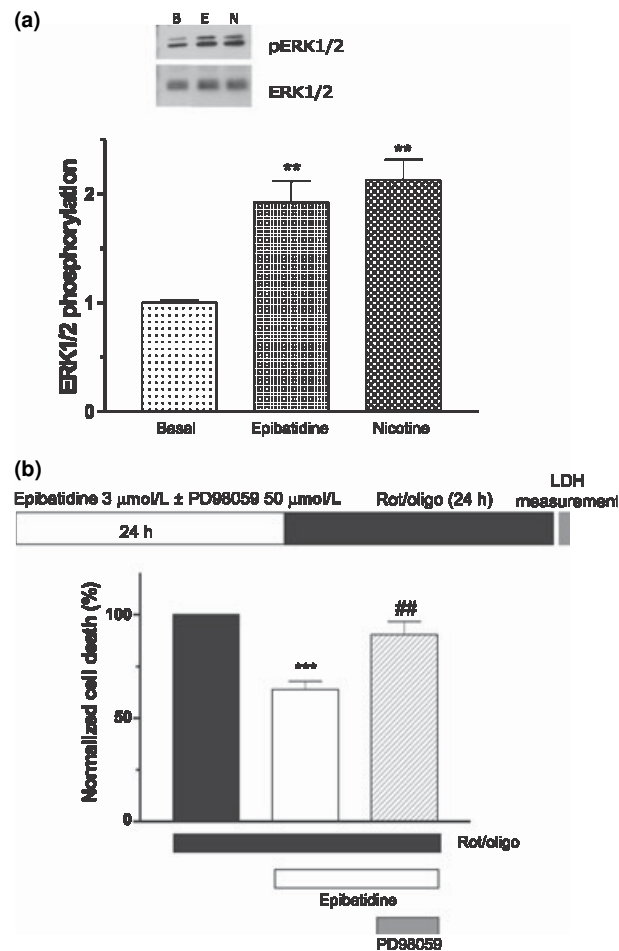 (a)
B E N
pERK1/2
ERK1/2
ERK1/2 phosphorylation
2
1
0
** **
Basal Epibatidine Nicotine
(b)
LDH
measurement
Epibatidine 3 μmol/L ± PD98059 50 μmol/L Rot/oligo (24 h)
24 h
Normalized cell death (%)
100
50
0
***
##
Rot/oligo
Epibatidine
PD98059